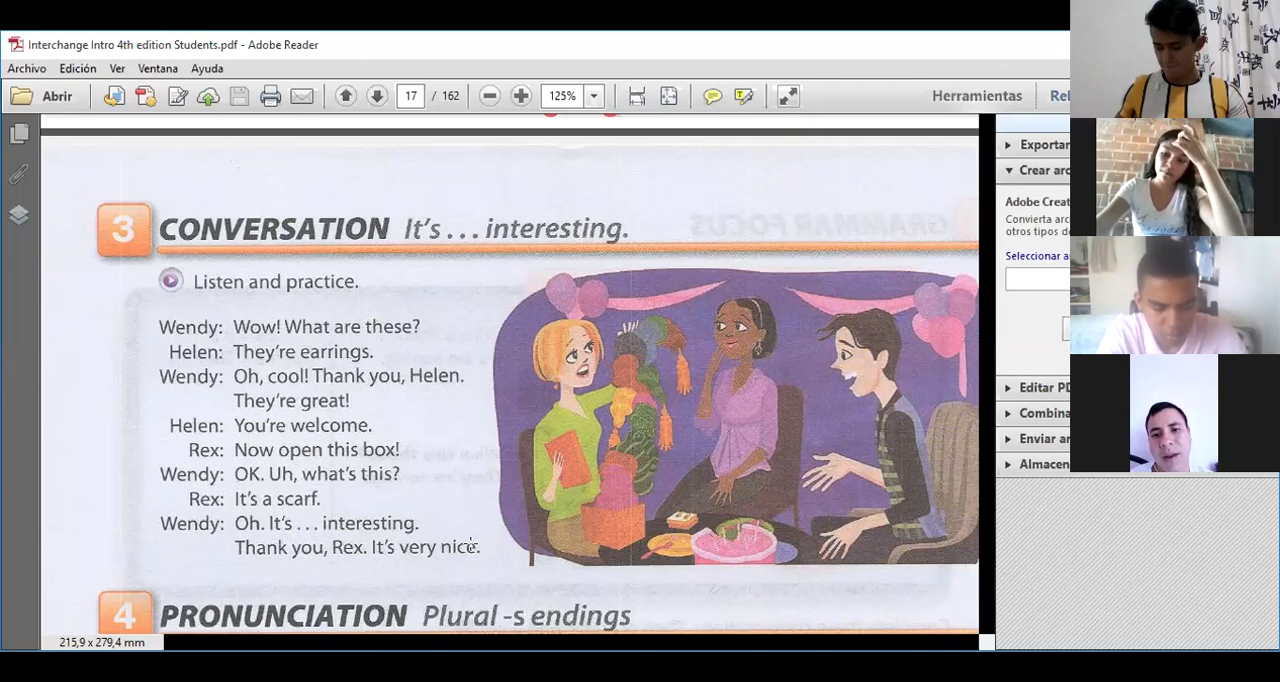 Interchange Intro 4th edition Students.pdf - Adobe Reader
Archivo Edición Ver Ventana Ayuda
Abrir 17 / 162 125% Herramientas
3 CONVERSATION It's . . . interesting.
Listen and practice.
Wendy: Wow! What are these?
Helen: They're earrings.
Wendy: Oh, cool! Thank you, Helen.
They're great!
Helen: You're welcome.
Rex: Now open this box!
Wendy: OK. Uh, what's this?
Rex: It's a scarf.
Wendy: Oh. It's . . . interesting.
Thank you, Rex. It's very nice.
4 PRONUNCIATION Plural -s endings
215,9 x 279,4 mm
Exportar
Crear arc
Adobe Creat
Convierta arc
otros tipos de
Seleccionar a
Editar PD
Combina
Enviar ar
Almacen